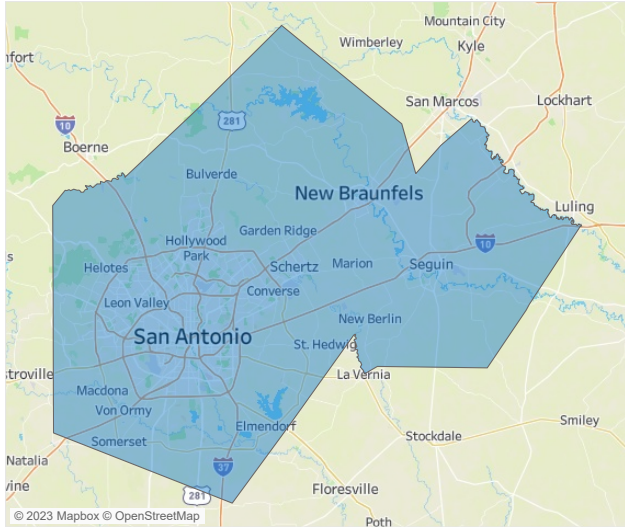 Mountain City
Wimberley
Kyle
nfort
San Marcos
Lockhart
281
10
Boerne
Bulverde
New Braunfels
Luling
Garden Ridge
Hollywood
Park
10
Helotes
Schertz
Marion
Seguin
Converse
Leon Valley
New Berlin
San Antonio
St. Hedwig
stroville
La Vernia
Macdona
Von Ormy
Smiley
Elmendorf
Stockdale
Somerset
Natalia
37
vine
281
Floresville
© 2023 Mapbox © OpenStreetMap
Poth